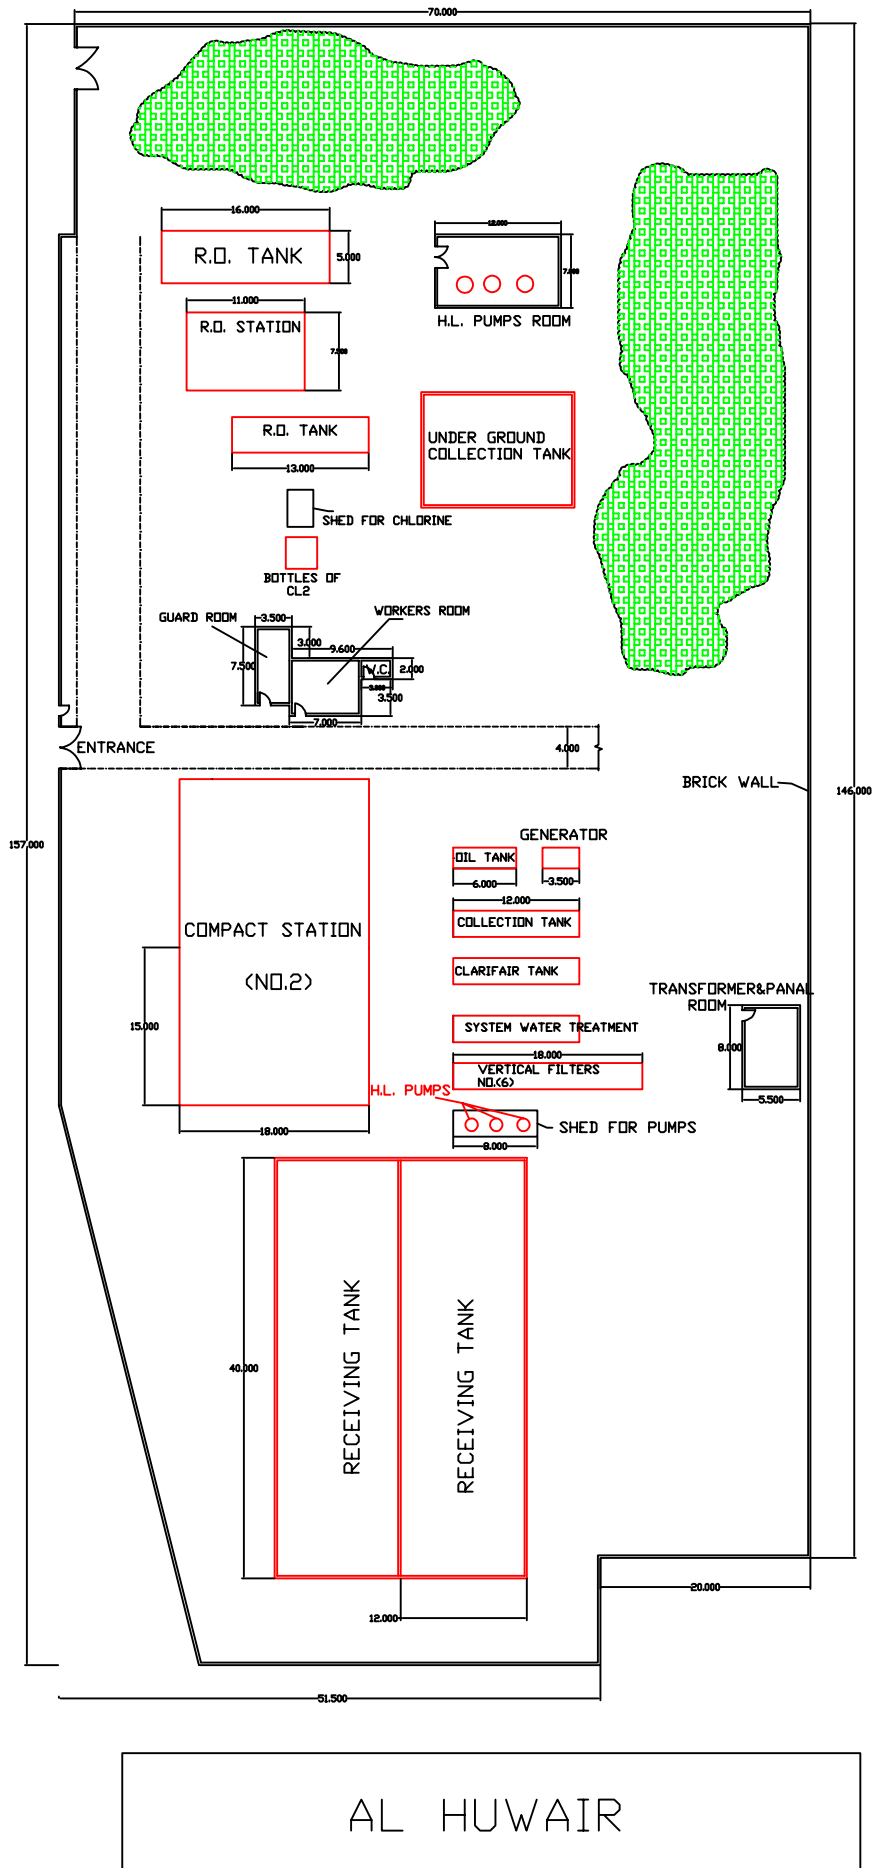 70.000
16.000
R.O. TANK
5.000
12.000
7.000
H.L. PUMPS ROOM
11.000
R.O. STATION
7.500
R.O. TANK
13.000
UNDER GROUND
COLLECTION TANK
SHED FOR CHLORINE
BOTTLES OF
CL2
GUARD ROOM
3.500
WORKERS ROOM
3.000
9.600
7.500
W.C.
2.000
3.500
7.000
ENTRANCE
4.000
BRICK WALL
146.000
157.000
GENERATOR
OIL TANK
6.000
3.500
12.000
COLLECTION TANK
COMPACT STATION
(NO.2)
CLARIFAIR TANK
TRANSFORMER&PANAL
ROOM
15.000
SYSTEM WATER TREATMENT
8.000
18.000
VERTICAL FILTERS
NO.(6)
H.L. PUMPS
5.500
SHED FOR PUMPS
18.000
8.000
RECEIVING TANK
RECEIVING TANK
40.000
20.000
12.000
51.500
AL HUWAIR